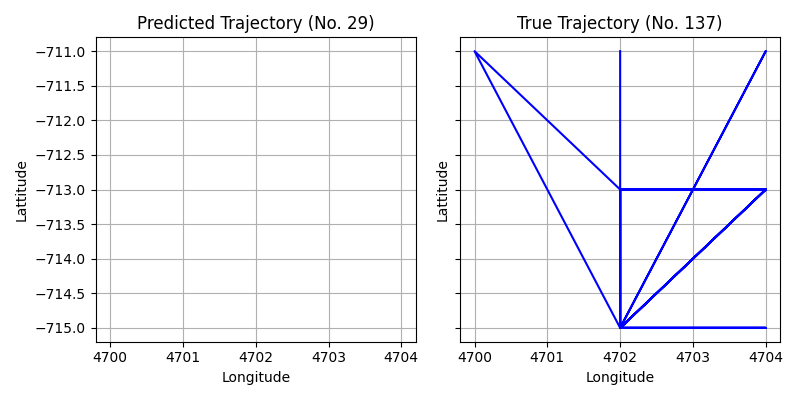 Predicted Trajectory (No. 29)
Lattitude
−711.0
−711.5
−712.0
−712.5
−713.0
−713.5
−714.0
−714.5
−715.0
4700 4701 4702 4703 4704
Longitude
True Trajectory (No. 137)
Lattitude
4700 4701 4702 4703 4704
Longitude